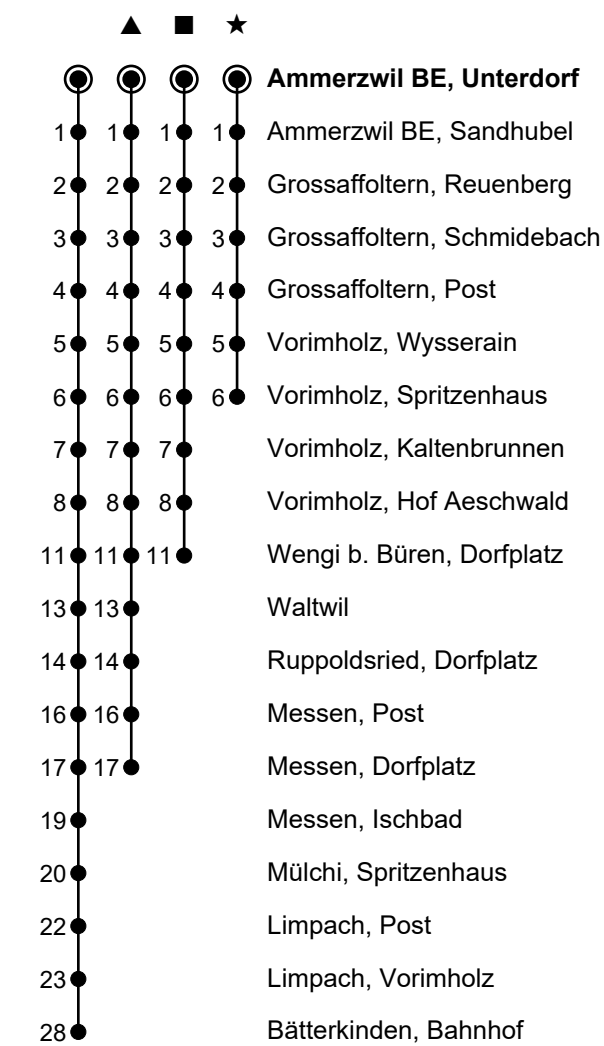 ▲ ■ ★
Ammerzwil BE, Unterdorf
1 1 1 1 Ammerzwil BE, Sandhubel
2 2 2 2 Grossaffoltern, Reuenberg
3 3 3 3 Grossaffoltern, Schmidebach
4 4 4 4 Grossaffoltern, Post
5 5 5 5 Vorimholz, Wysserain
6 6 6 6 Vorimholz, Spritzenhaus
7 7 7 Vorimholz, Kaltenbrunnen
8 8 8 Vorimholz, Hof Aeschwald
11 11 11 Wengi b. Büren, Dorfplatz
13 13 Waltwil
14 14 Ruppoldsried, Dorfplatz
16 16 Messen, Post
17 17 Messen, Dorfplatz
19 Messen, Ischbad
20 Mülchi, Spritzenhaus
22 Limpach, Post
23 Limpach, Vorimholz
28 Bätterkinden, Bahnhof